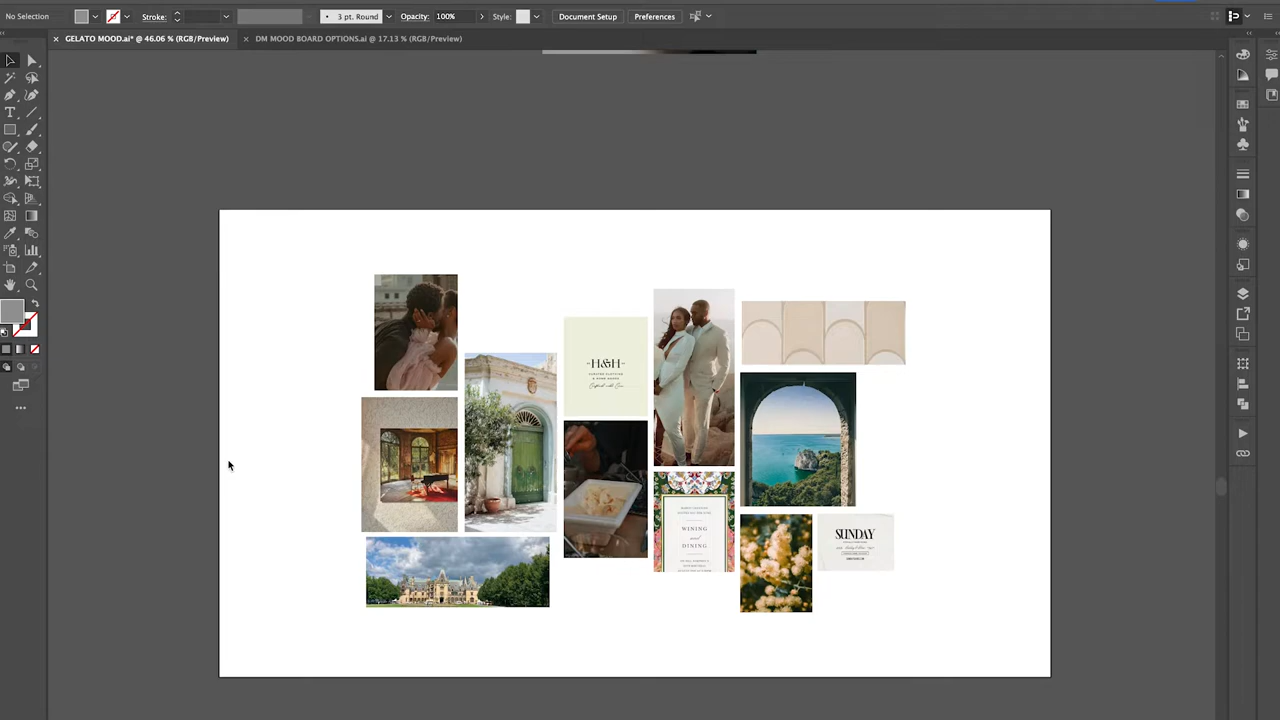 No Selection
Stroke:
3 pt. Round
Opacity: 100%
Style:
Document Setup
Preferences
GELATO MOOD.ai* @ 46.06 % (RGB/Preview)
DM MOOD BOARD OPTIONS.ai @ 17.13 % (RGB/Preview)
H&H
WINING
and
DINING
SUNDAY